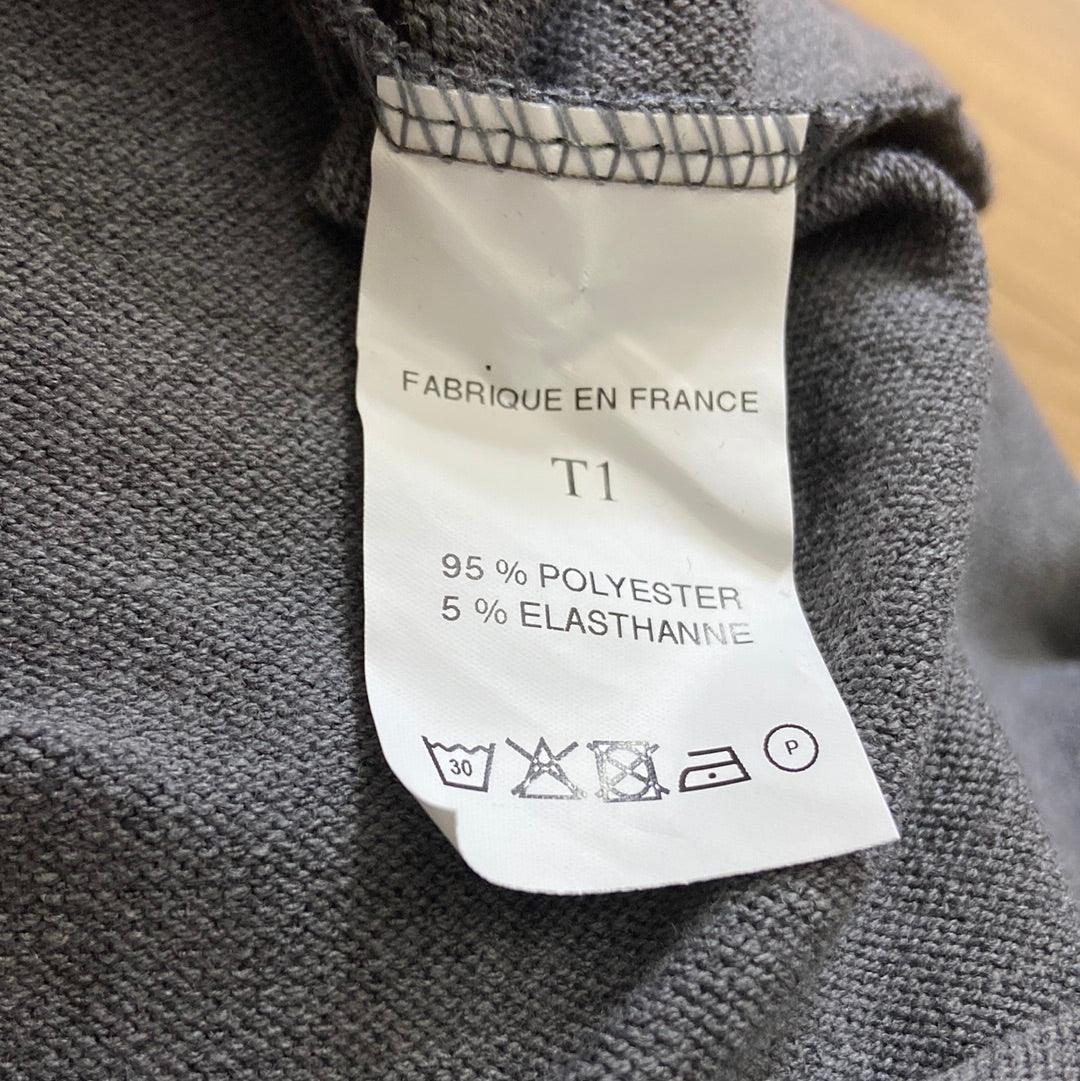 FABRIQUE EN FRANCE
T1
95 % POLYESTER
5 % ELASTHANNE
30 P